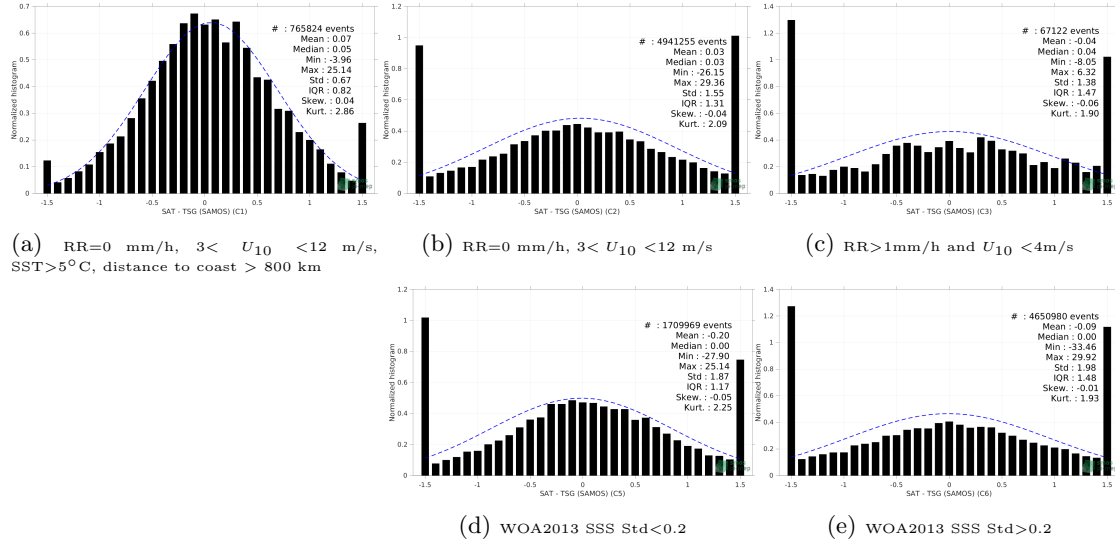 0.7
0.6
0.5
0.4
0.3
0.2
0.1
0
Normalized histogram
-1.5 -1 -0.5 0 0.5 1 1.5
SAT - TSG (SAMOS) (C1)
# : 765824 events
Mean : 0.07
Median : 0.05
Min : -3.96
Max : 25.14
Std : 0.67
IQR : 0.82
Skew. : 0.04
Kurt. : 2.86
(a) RR=0 mm/h, 3< U10 <12 m/s,
SST>5°C, distance to coast > 800 km
1.2
1
0.8
0.6
0.4
0.2
0
Normalized histogram
-1.5 -1 -0.5 0 0.5 1 1.5
SAT - TSG (SAMOS) (C2)
# : 4941255 events
Mean : 0.03
Median : 0.03
Min : -26.15
Max : 29.36
Std : 1.55
IQR : 1.31
Skew. : -0.04
Kurt. : 2.09
(b) RR=0 mm/h, 3< U10 <12 m/s
1.4
1.2
1
0.8
0.6
0.4
0.2
0
Normalized histogram
-1.5 -1 -0.5 0 0.5 1 1.5
SAT - TSG (SAMOS) (C3)
# : 67122 events
Mean : -0.04
Median : 0.04
Min : -8.05
Max : 6.32
Std : 1.38
IQR : 1.47
Skew. : -0.06
Kurt. : 1.90
(c) RR>1mm/h and U10 <4m/s
1.2
1
0.8
0.6
0.4
0.2
0
Normalized histogram
-1.5 -1 -0.5 0 0.5 1 1.5
SAT - TSG (SAMOS) (C5)
# : 1709969 events
Mean : -0.20
Median : 0.00
Min : -27.90
Max : 25.14
Std : 1.87
IQR : 1.17
Skew. : -0.05
Kurt. : 2.25
(d) WOA2013 SSS Std<0.2
1.4
1.2
1
0.8
0.6
0.4
0.2
0
Normalized histogram
-1.5 -1 -0.5 0 0.5 1 1.5
SAT - TSG (SAMOS) (C6)
# : 4650980 events
Mean : -0.09
Median : 0.00
Min : -33.46
Max : 29.92
Std : 1.98
IQR : 1.48
Skew. : -0.01
Kurt. : 1.93
(e) WOA2013 SSS Std>0.2